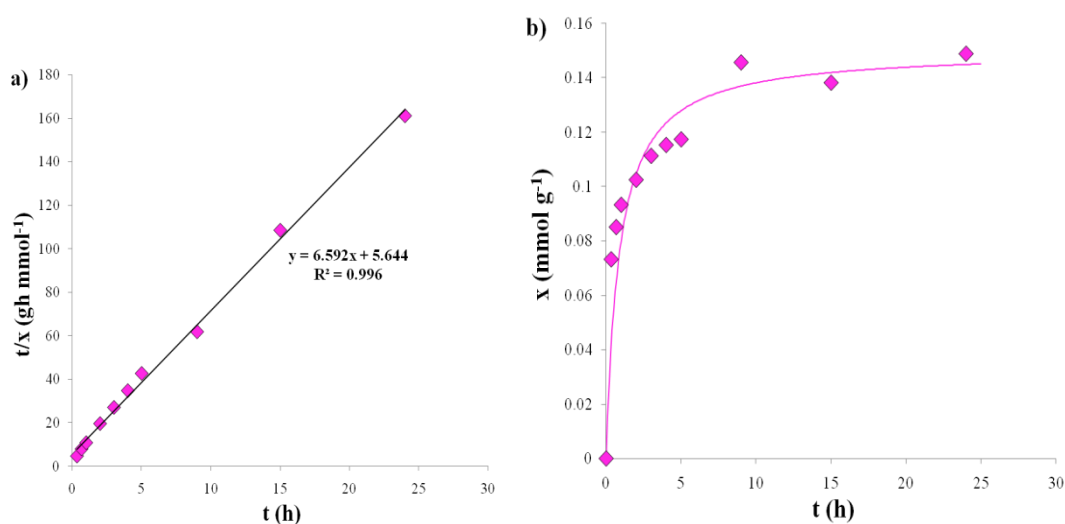 a)
180
160
140
120
100
80
60
40
20
0
t/x (gh mmol⁻¹)
y = 6.592x + 5.644
R² = 0.996
0 5 10 15 20 25 30
t (h)
b)
0.16
0.14
0.12
0.1
0.08
0.06
0.04
0.02
0
x (mmol g⁻¹)
0 5 10 15 20 25 30
t (h)